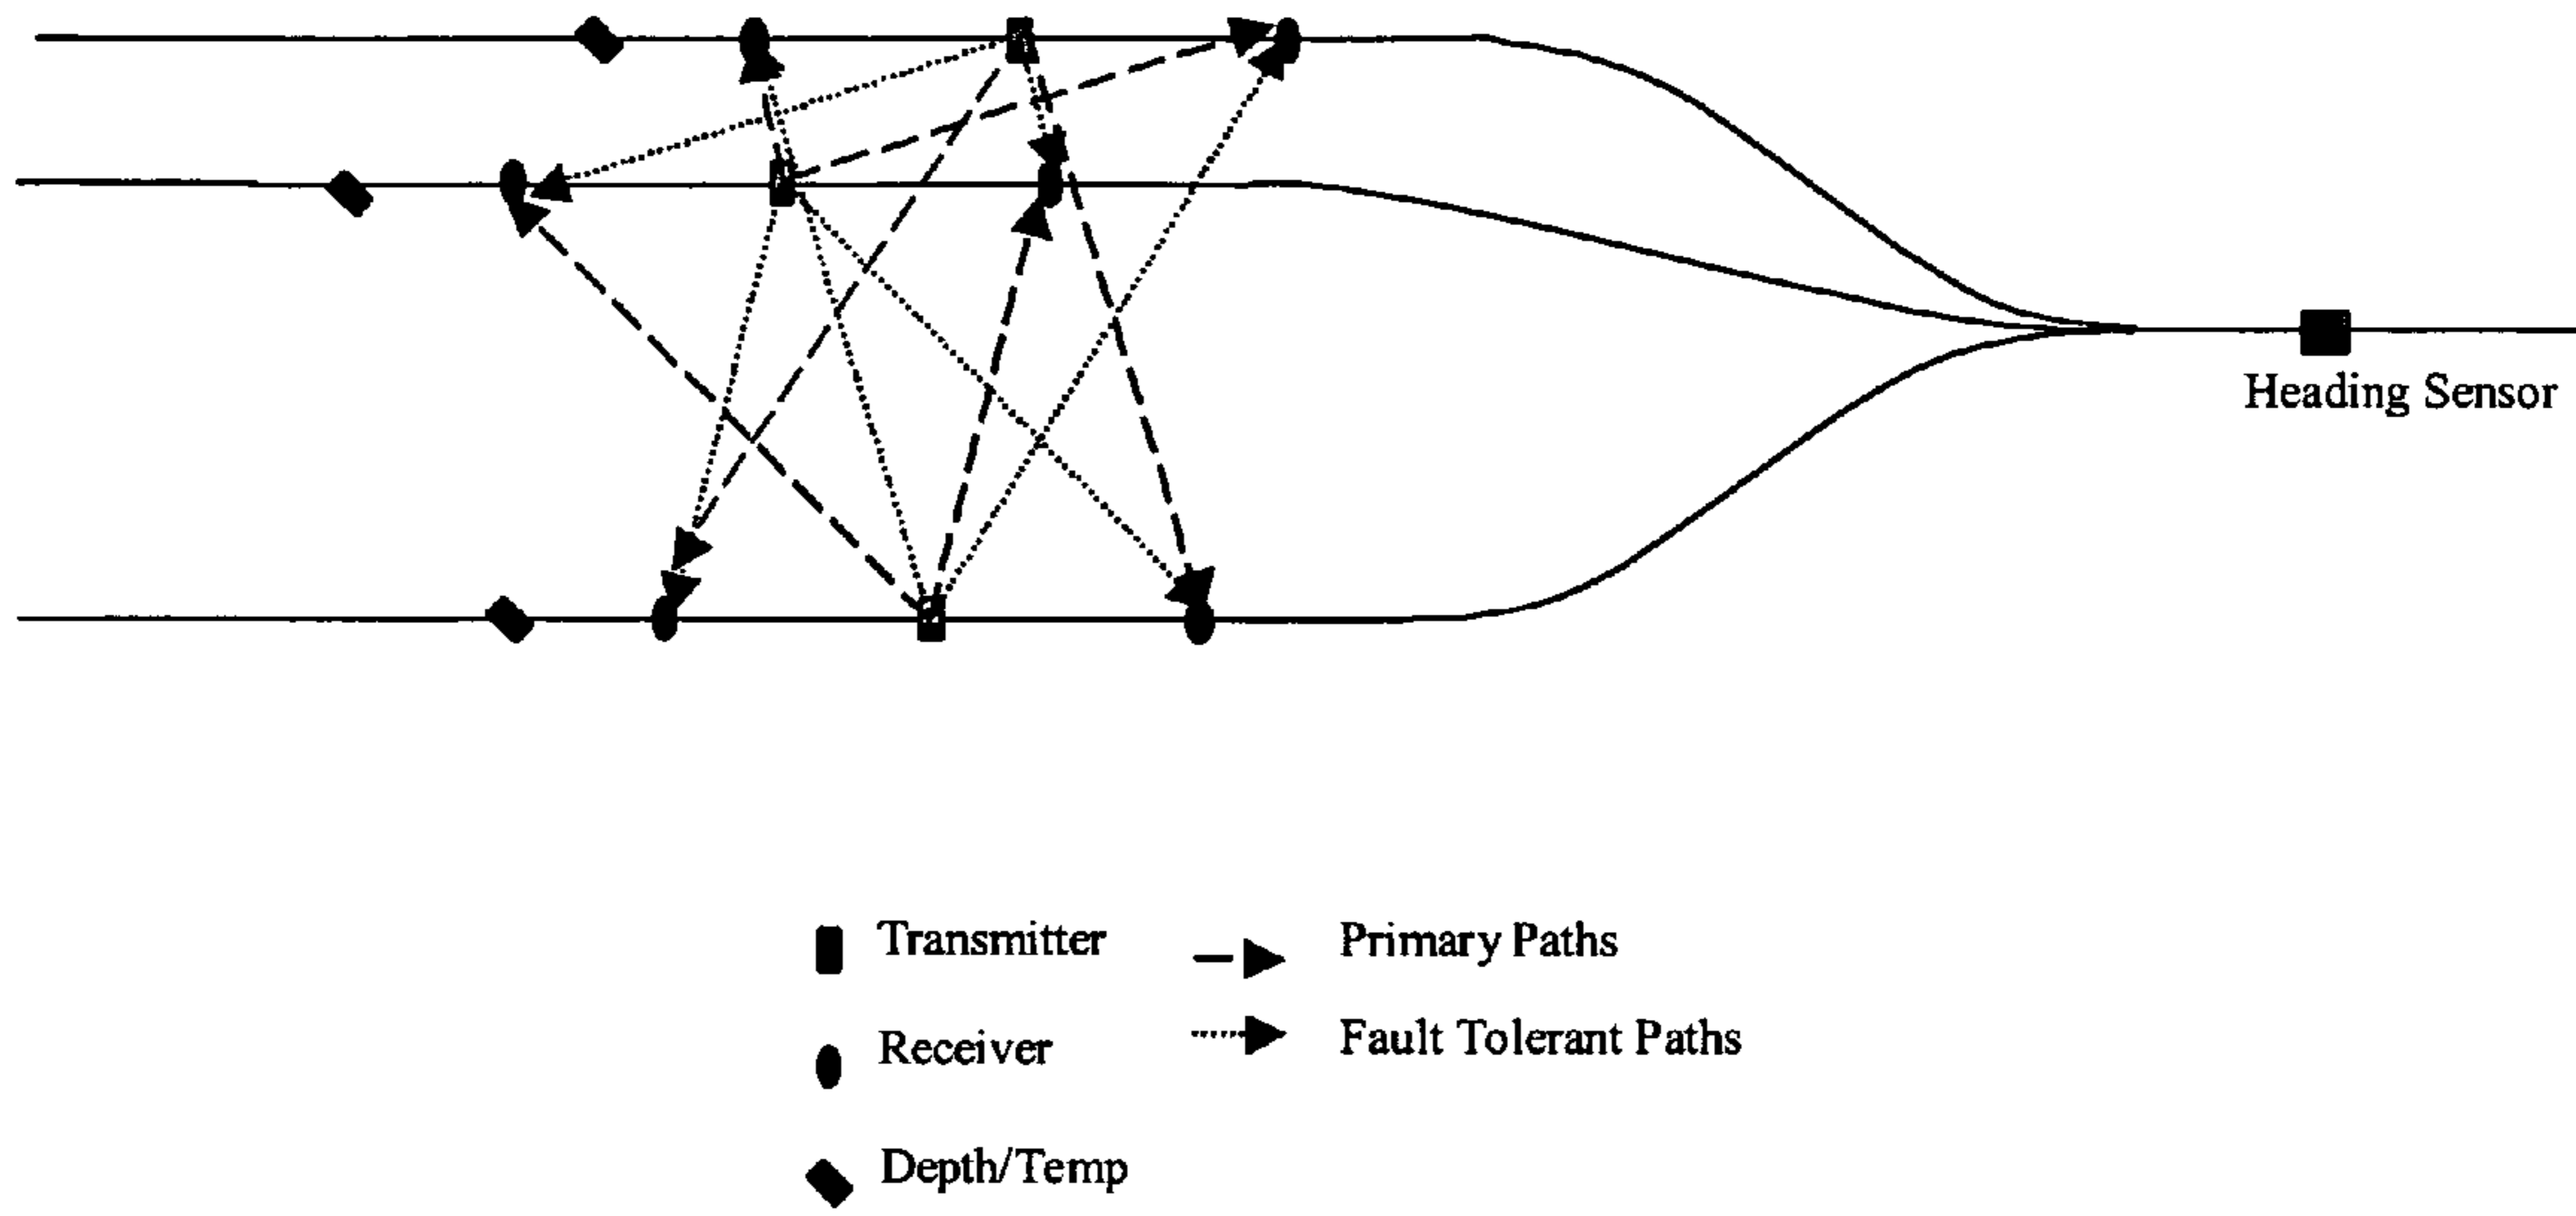 Heading Sensor
Transmitter
Primary Paths
Receiver
Fault Tolerant Paths
Depth/Temp